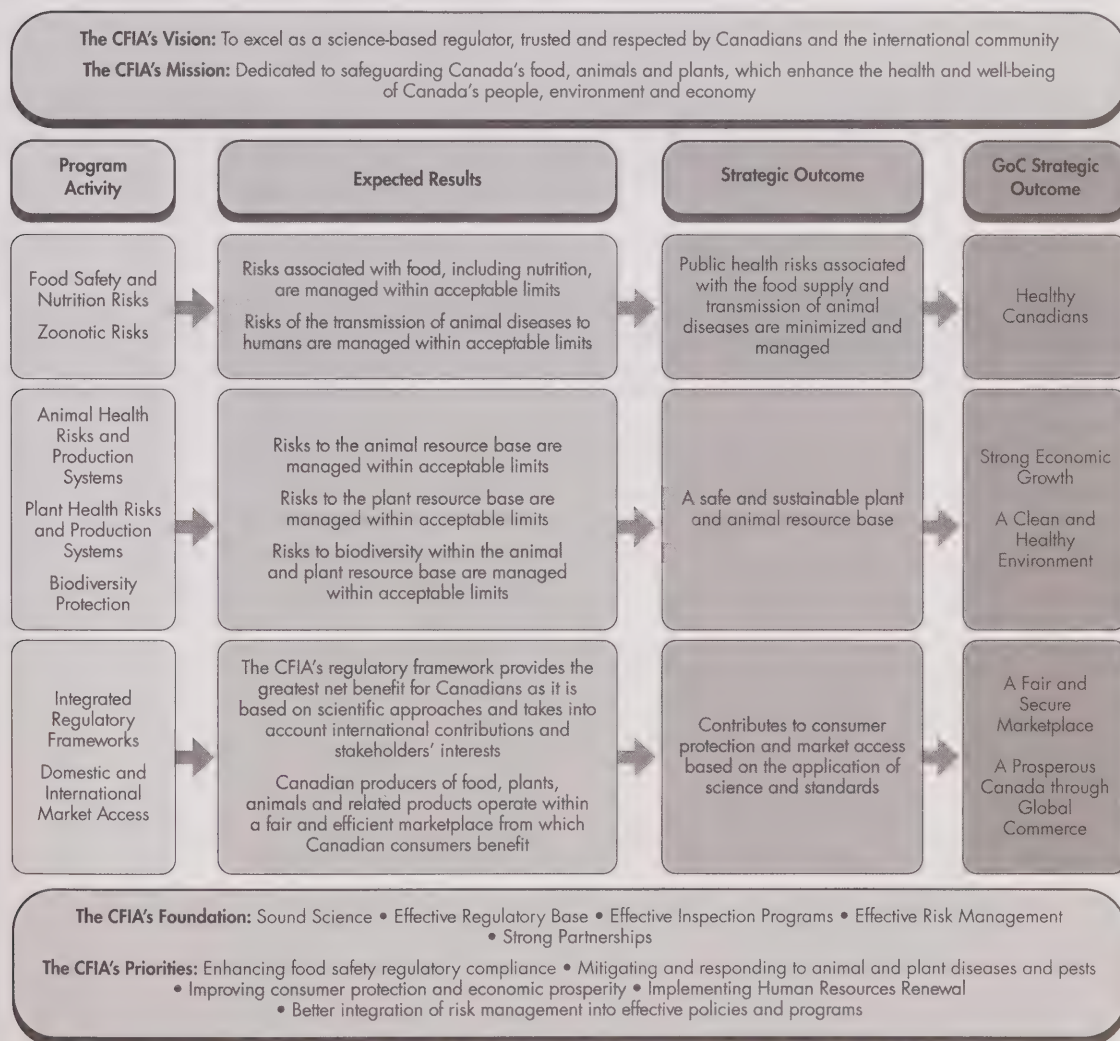 The CFIA's Vision: To excel as a science-based regulator, trusted and respected by Canadians and the international community
The CFIA's Mission: Dedicated to safeguarding Canada's food, animals and plants, which enhance the health and well-being
of Canada's people, environment and economy
Program
Activity
Expected Results
Strategic Outcome
GoC Strategic
Outcome
Food Safety and
Nutrition Risks
Zoonotic Risks
Risks associated with food, including nutrition,
are managed within acceptable limits
Risks of the transmission of animal diseases to
humans are managed within acceptable limits
Public health risks associated
with the food supply and
transmission of animal
diseases are minimized and
managed
Healthy
Canadians
Animal Health
Risks and
Production
Systems
Plant Health Risks
and Production
Systems
Biodiversity
Protection
Risks to the animal resource base are
managed within acceptable limits
Risks to the plant resource base are
managed within acceptable limits
Risks to biodiversity within the animal
and plant resource base are managed
within acceptable limits
A safe and sustainable plant
and animal resource base
Strong Economic
Growth
A Clean and
Healthy
Environment
Integrated
Regulatory
Frameworks
Domestic and
International
Market Access
The CFIA's regulatory framework provides the
greatest net benefit for Canadians as it is
based on scientific approaches and takes into
account international contributions and
stakeholders' interests
Canadian producers of food, plants,
animals and related products operate within
a fair and efficient marketplace from which
Canadian consumers benefit
Contributes to consumer
protection and market access
based on the application of
science and standards
A Fair and
Secure
Marketplace
A Prosperous
Canada through
Global
Commerce
The CFIA's Foundation: Sound Science • Effective Regulatory Base • Effective Inspection Programs • Effective Risk Management
• Strong Partnerships
The CFIA's Priorities: Enhancing food safety regulatory compliance • Mitigating and responding to animal and plant diseases and pests
• Improving consumer protection and economic prosperity • Implementing Human Resources Renewal
• Better integration of risk management into effective policies and programs